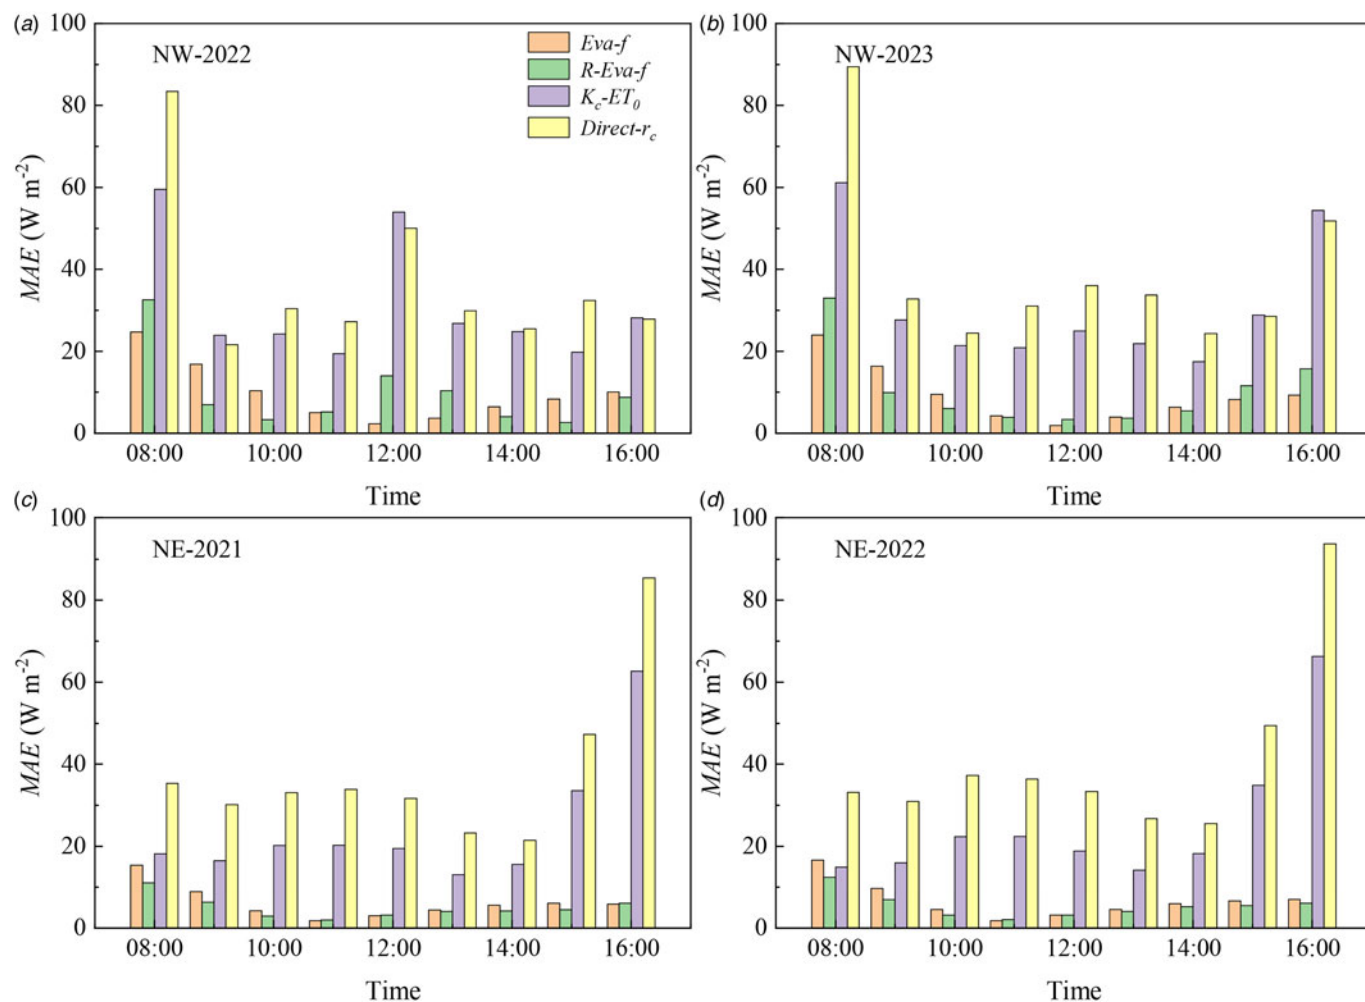 (a)
NW-2022
Eva-f
R-Eva-f
Kc-ET0
Direct-rc
100
80
60
40
20
0
MAE (W m-2)
08:00 10:00 12:00 14:00 16:00
Time
(b)
NW-2023
100
80
60
40
20
0
MAE (W m-2)
08:00 10:00 12:00 14:00 16:00
Time
(c)
NE-2021
100
80
60
40
20
0
MAE (W m-2)
08:00 10:00 12:00 14:00 16:00
Time
(d)
NE-2022
100
80
60
40
20
0
MAE (W m-2)
08:00 10:00 12:00 14:00 16:00
Time